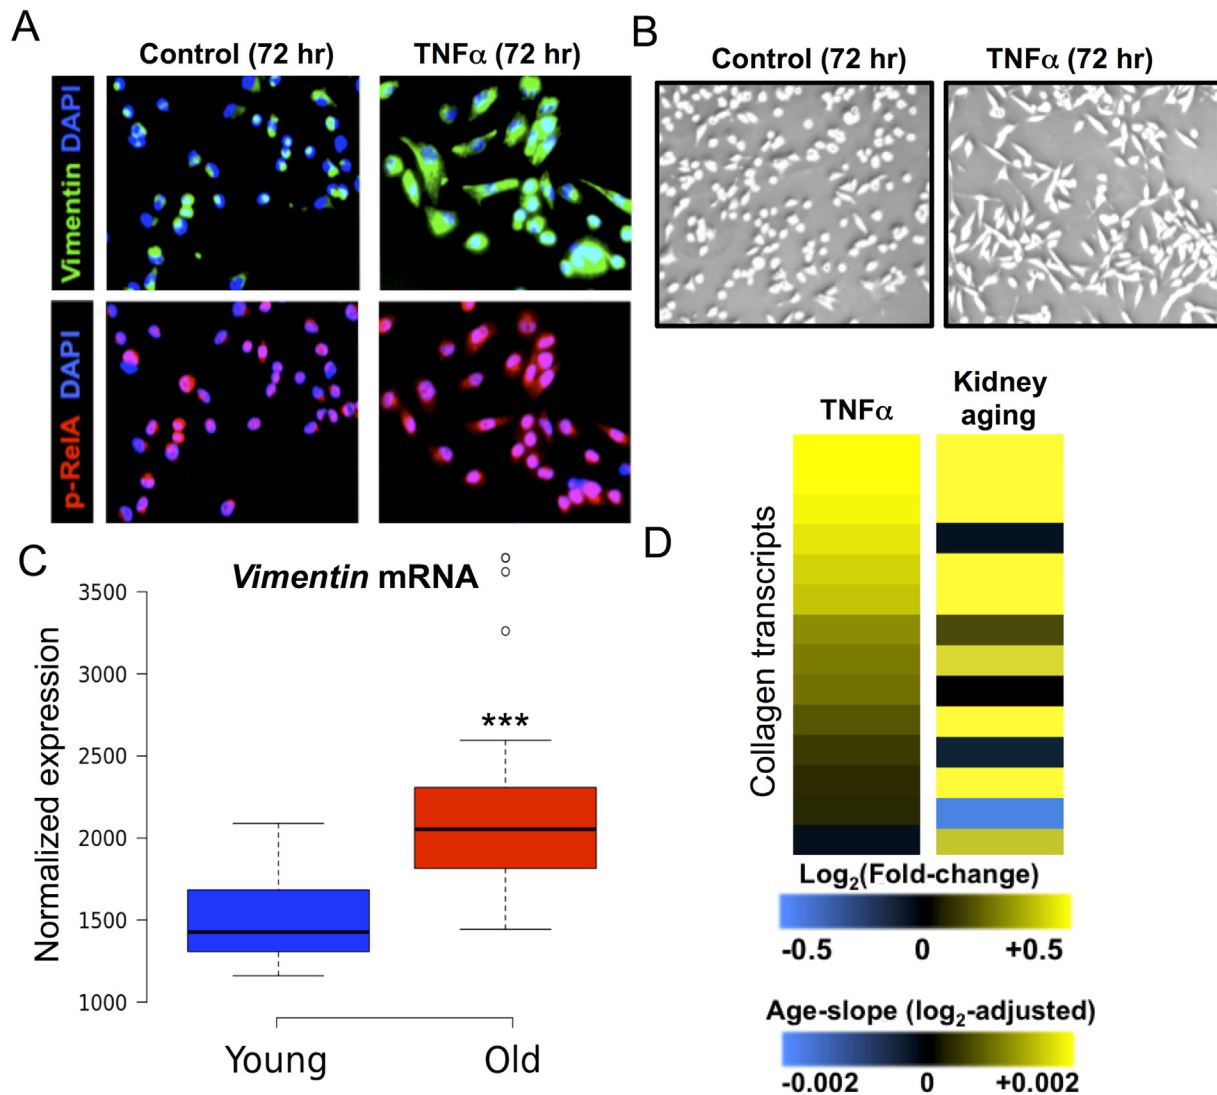 A
Control (72 hr)
TNFα (72 hr)
Vimentin DAPI
p-RelA DAPI
B
Control (72 hr)
TNFα (72 hr)
C
Vimentin mRNA
Normalized expression
3500
3000
2500
2000
1500
1000
***
Young
Old
D
TNFα
Kidney
aging
Collagen transcripts
Log₂(Fold-change)
-0.5 0 +0.5
Age-slope (log₂-adjusted)
-0.002 0 +0.002